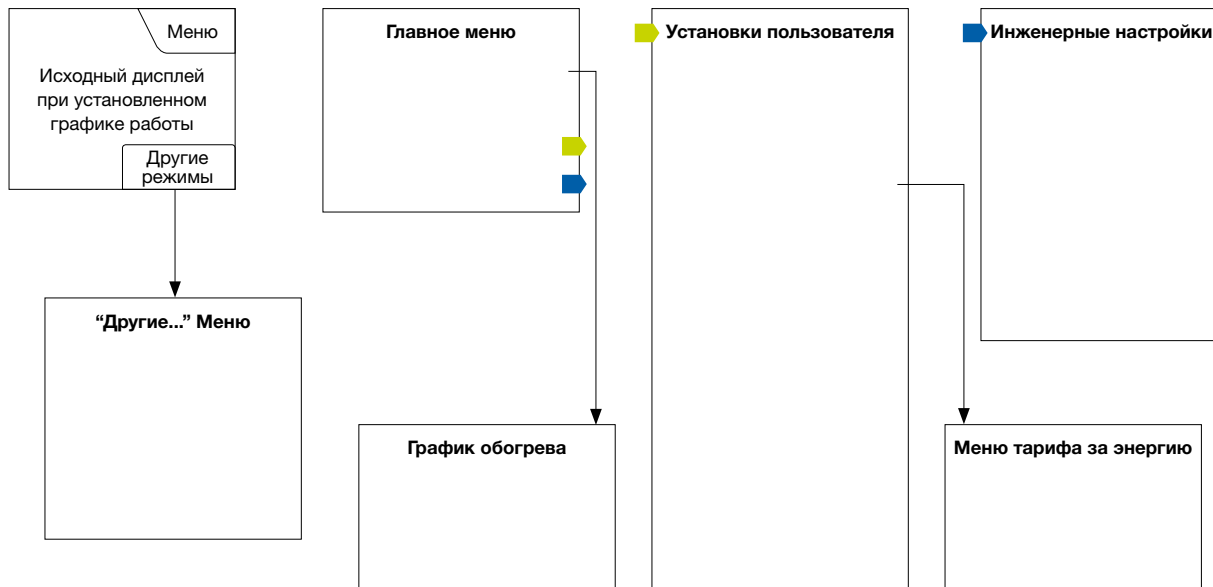 Меню
Исходный дисплей
при установленном
графике работы
Другие
режимы
“Другие...” Меню
Главное меню
График обогрева
Установки пользователя
Инженерные настройки
Меню тарифа за энергию